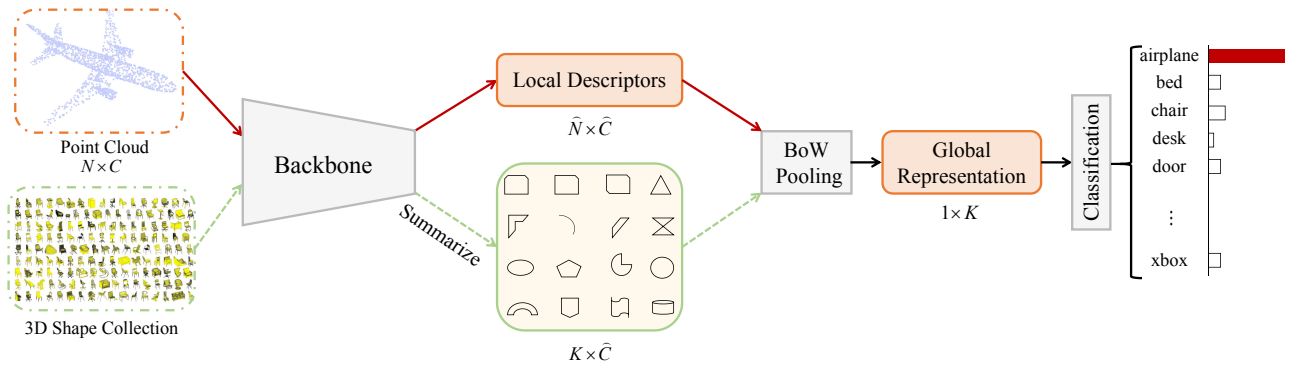 Point Cloud
N×C
3D Shape Collection
Backbone
Summarize
Local Descriptors
N̂×Ĉ
K×Ĉ
BoW
Pooling
Global
Representation
1×K
Classification
airplane
bed
chair
desk
door
⋮
xbox